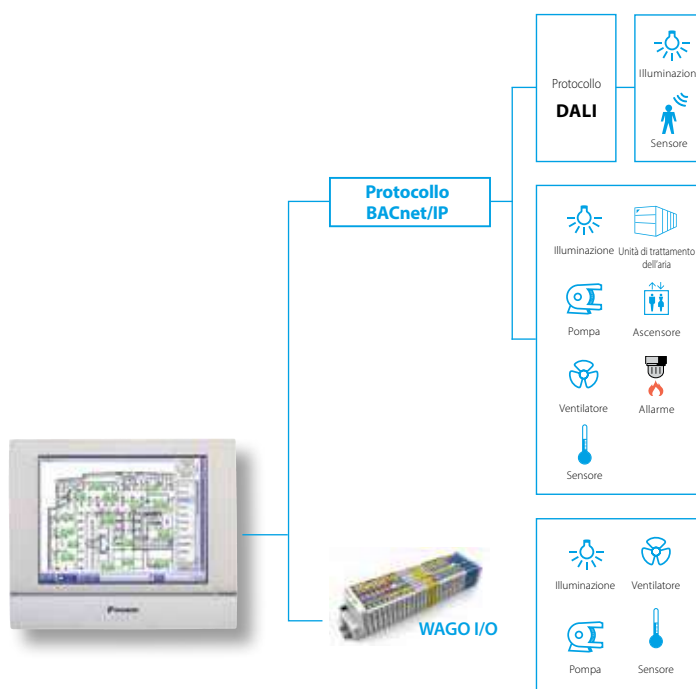 Protocollo
DALI
Illuminazion
Sensore
Protocollo
BACnet/IP
Illuminazione
Unità di trattamento
dell'aria
Pompa
Ascensore
Ventilatore
Allarme
Sensore
WAGO I/O
Illuminazione
Ventilatore
Pompa
Sensore